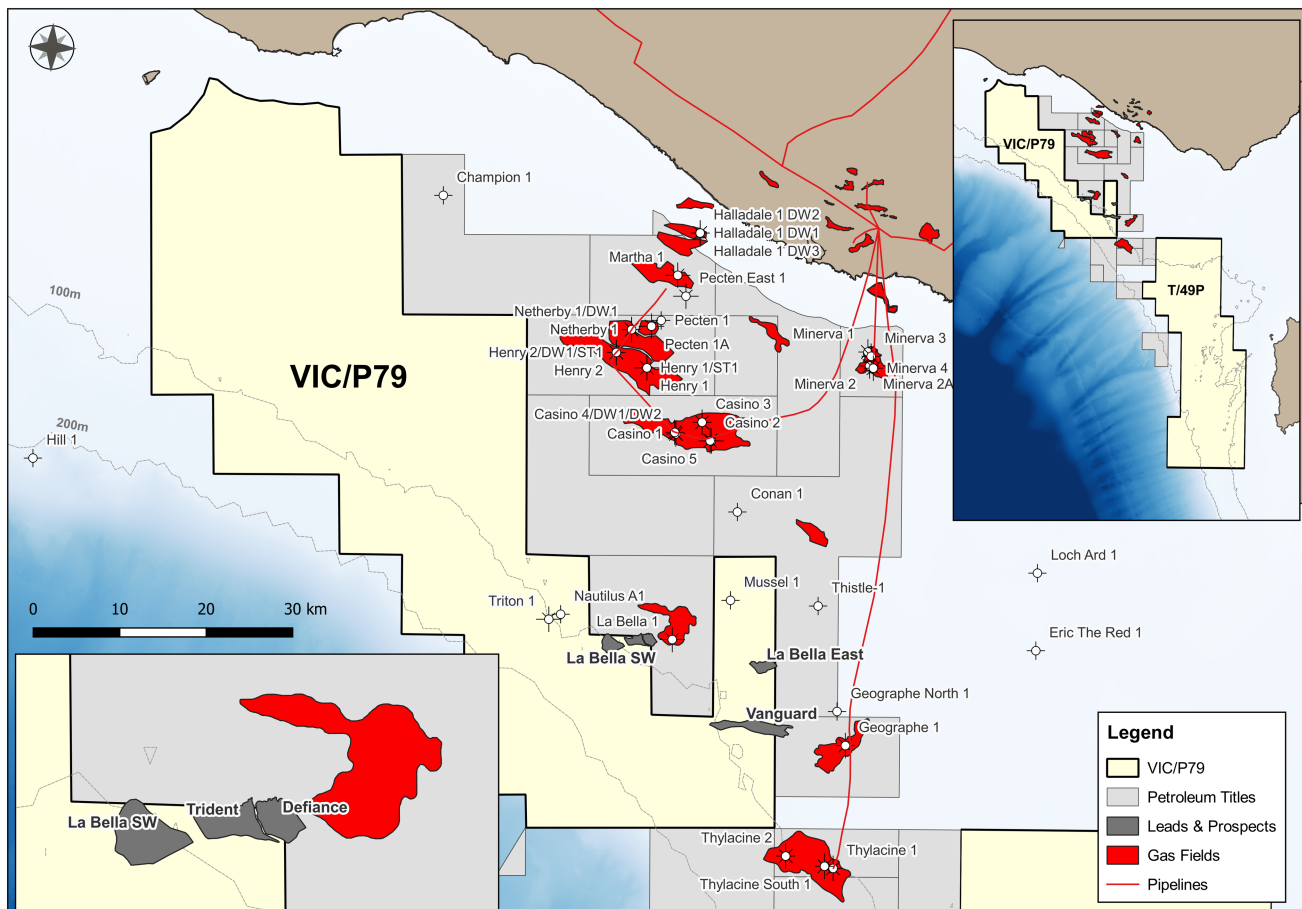 VIC/P79
T/49P
Champion 1
Halladale 1 DW2
Halladale 1 DW1
Halladale 1 DW3
Martha 1
Pecten East 1
100m
Netherby 1/DW1
Netherby 1
Pecten 1
Pecten 1A
Minerva 1
Minerva 3
Henry 2/DW1/ST1
Henry 2
Henry 1/ST1
Henry 1
Minerva 4
Minerva 2
Minerva 2A
VIC/P79
Casino 3
Casino 4/DW1/DW2
Casino 2
Casino 1
Casino 5
200m
Hill 1
Conan 1
Loch Ard 1
Mussel 1
Thistle-1
Triton 1
Nautilus A1
La Bella 1
Eric The Red 1
0 10 20 30 km
La Bella SW
La Bella East
Geographe North 1
Vanguard
Geographe 1
Legend
VIC/P79
Petroleum Titles
Leads & Prospects
Gas Fields
Pipelines
La Bella SW
Trident
Defiance
Thylacine 2
Thylacine 1
Thylacine South 1